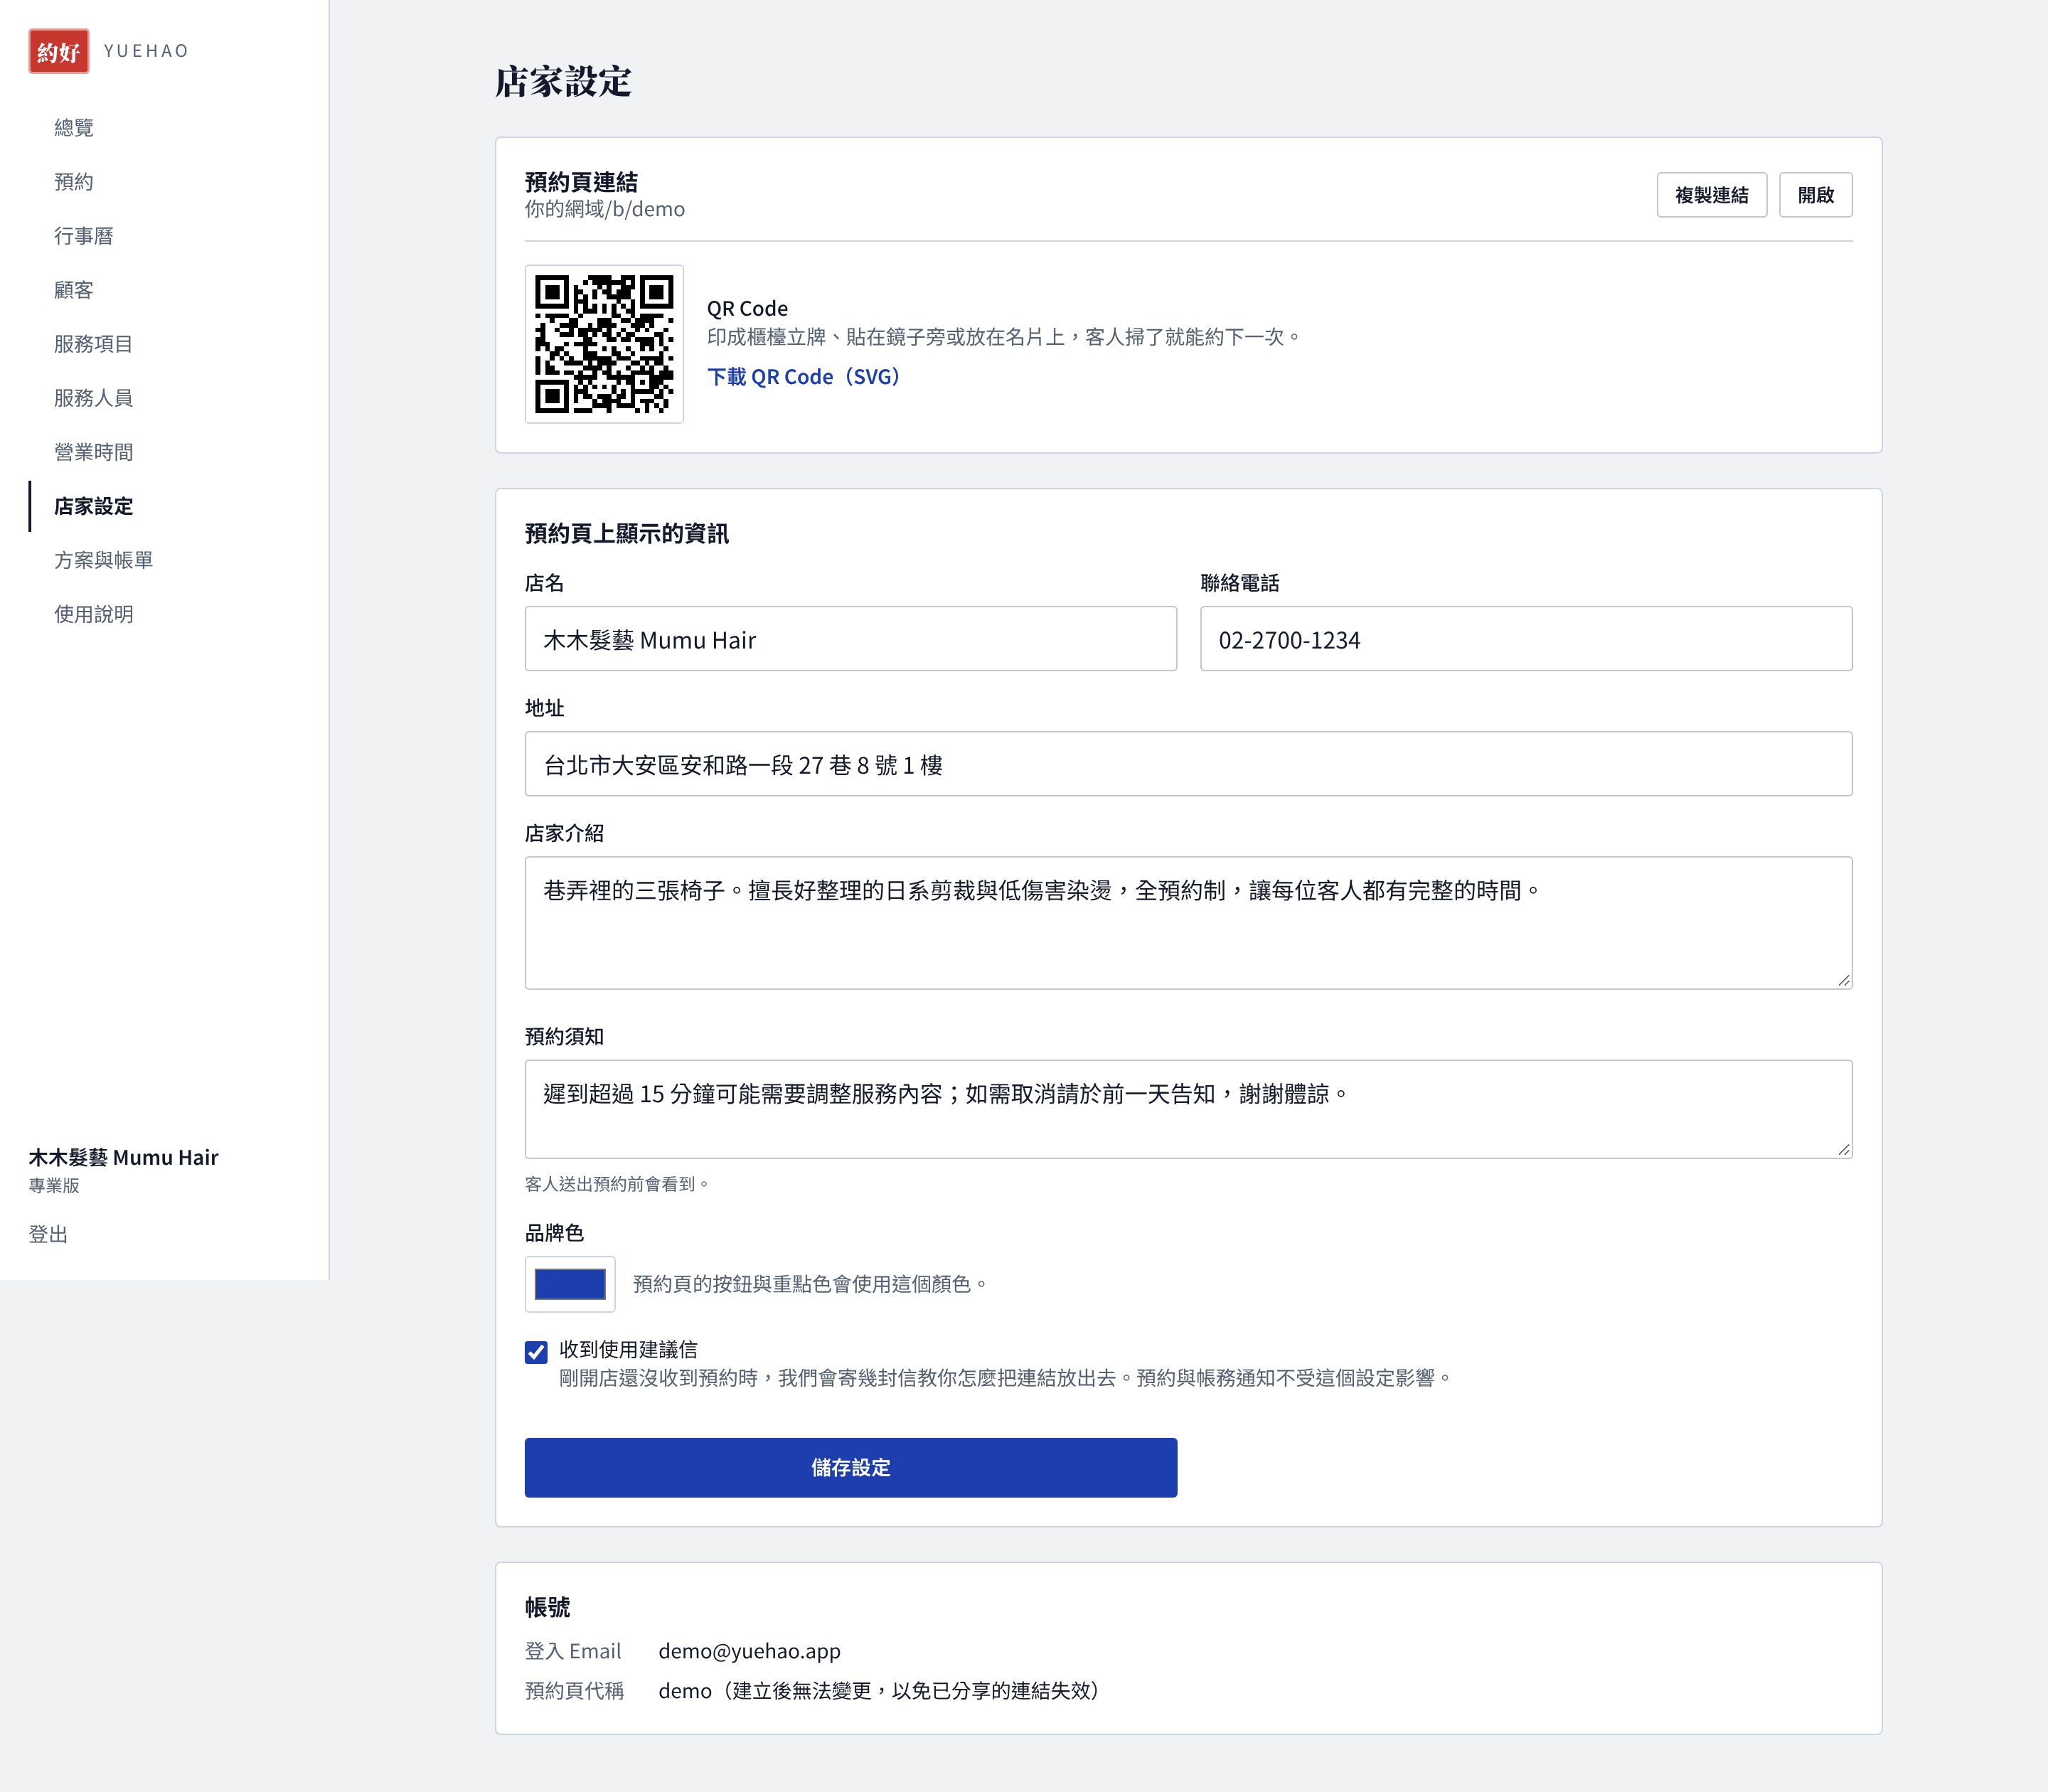 約好 YUEHAO
總覽
預約
行事曆
顧客
服務項目
服務人員
營業時間
店家設定
方案與帳單
使用說明
木木髮藝 Mumu Hair
專業版
登出
店家設定
預約頁連結
你的網域/b/demo
複製連結
開啟
QR Code
印成櫃檯立牌、貼在鏡子旁或放在名片上，客人掃了就能約下一次。
下載 QR Code（SVG）
預約頁上顯示的資訊
店名
木木髮藝 Mumu Hair
聯絡電話
02-2700-1234
地址
台北市大安區安和路一段 27 巷 8 號 1 樓
店家介紹
巷弄裡的三張椅子。擅長好整理的日系剪裁與低傷害染燙，全預約制，讓每位客人都有完整的時間。
預約須知
遲到超過 15 分鐘可能需要調整服務內容；如需取消請於前一天告知，謝謝體諒。
客人送出預約前會看到。
品牌色
預約頁的按鈕與重點色會使用這個顏色。
收到使用建議信
剛開店還沒收到預約時，我們會寄幾封信教你怎麼把連結放出去。預約與帳務通知不受這個設定影響。
儲存設定
帳號
登入 Email demo@yuehao.app
預約頁代稱 demo（建立後無法變更，以免已分享的連結失效）